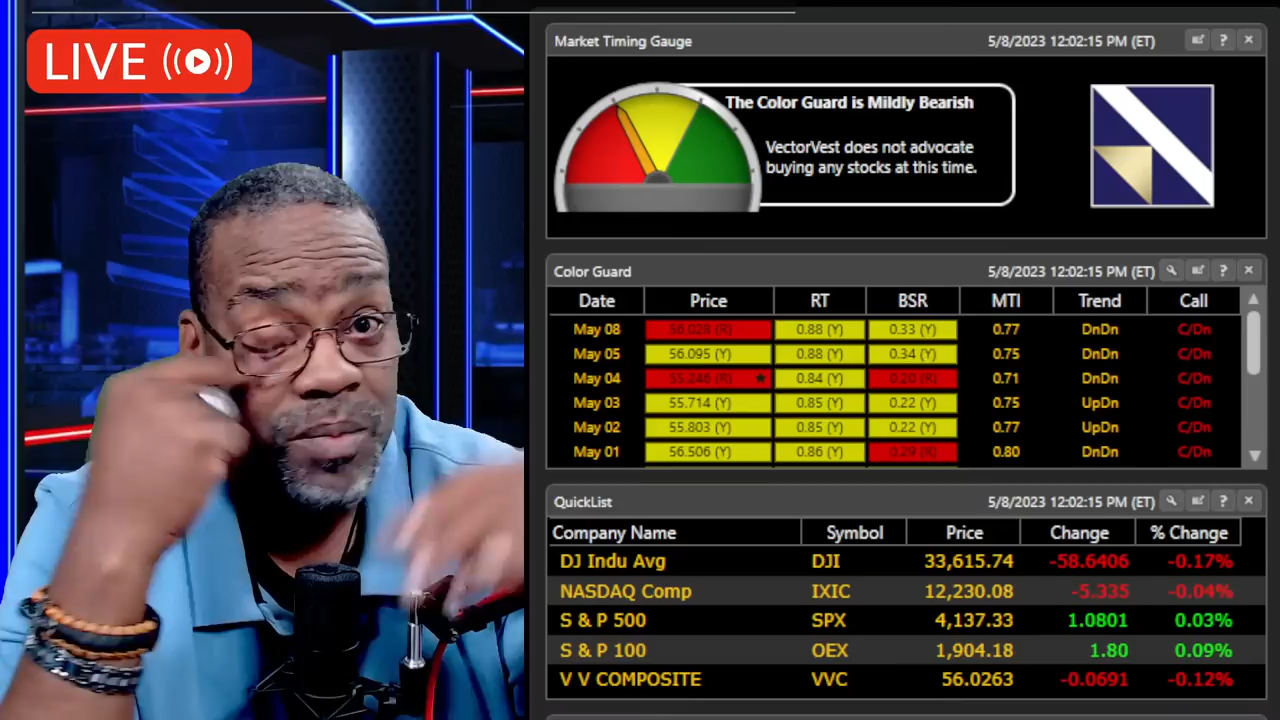 LIVE
Market Timing Gauge 5/8/2023 12:02:15 PM (ET) ?
The Color Guard is Mildly Bearish
VectorVest does not advocate
buying any stocks at this time.
Color Guard 5/8/2023 12:02:15 PM (ET) ?
Date Price RT BSR MTI Trend Call
May 08 56.028 (R) 0.88 (Y) 0.33 (Y) 0.77 DnDn C/Dn
May 05 56.095 (Y) 0.88 (Y) 0.34 (Y) 0.75 DnDn C/Dn
May 04 55.246 (R) ★ 0.84 (Y) 0.20 (R) 0.71 DnDn C/Dn
May 03 55.714 (Y) 0.85 (Y) 0.22 (Y) 0.75 UpDn C/Dn
May 02 55.803 (Y) 0.85 (Y) 0.22 (Y) 0.77 UpDn C/Dn
May 01 56.506 (Y) 0.86 (Y) 0.29 (R) 0.80 DnDn C/Dn
QuickList 5/8/2023 12:02:15 PM (ET) ?
Company Name Symbol Price Change % Change
DJ Indu Avg DJI 33,615.74 -58.6406 -0.17%
NASDAQ Comp IXIC 12,230.08 -5.335 -0.04%
S & P 500 SPX 4,137.33 1.0801 0.03%
S & P 100 OEX 1,904.18 1.80 0.09%
V V COMPOSITE VVC 56.0263 -0.0691 -0.12%